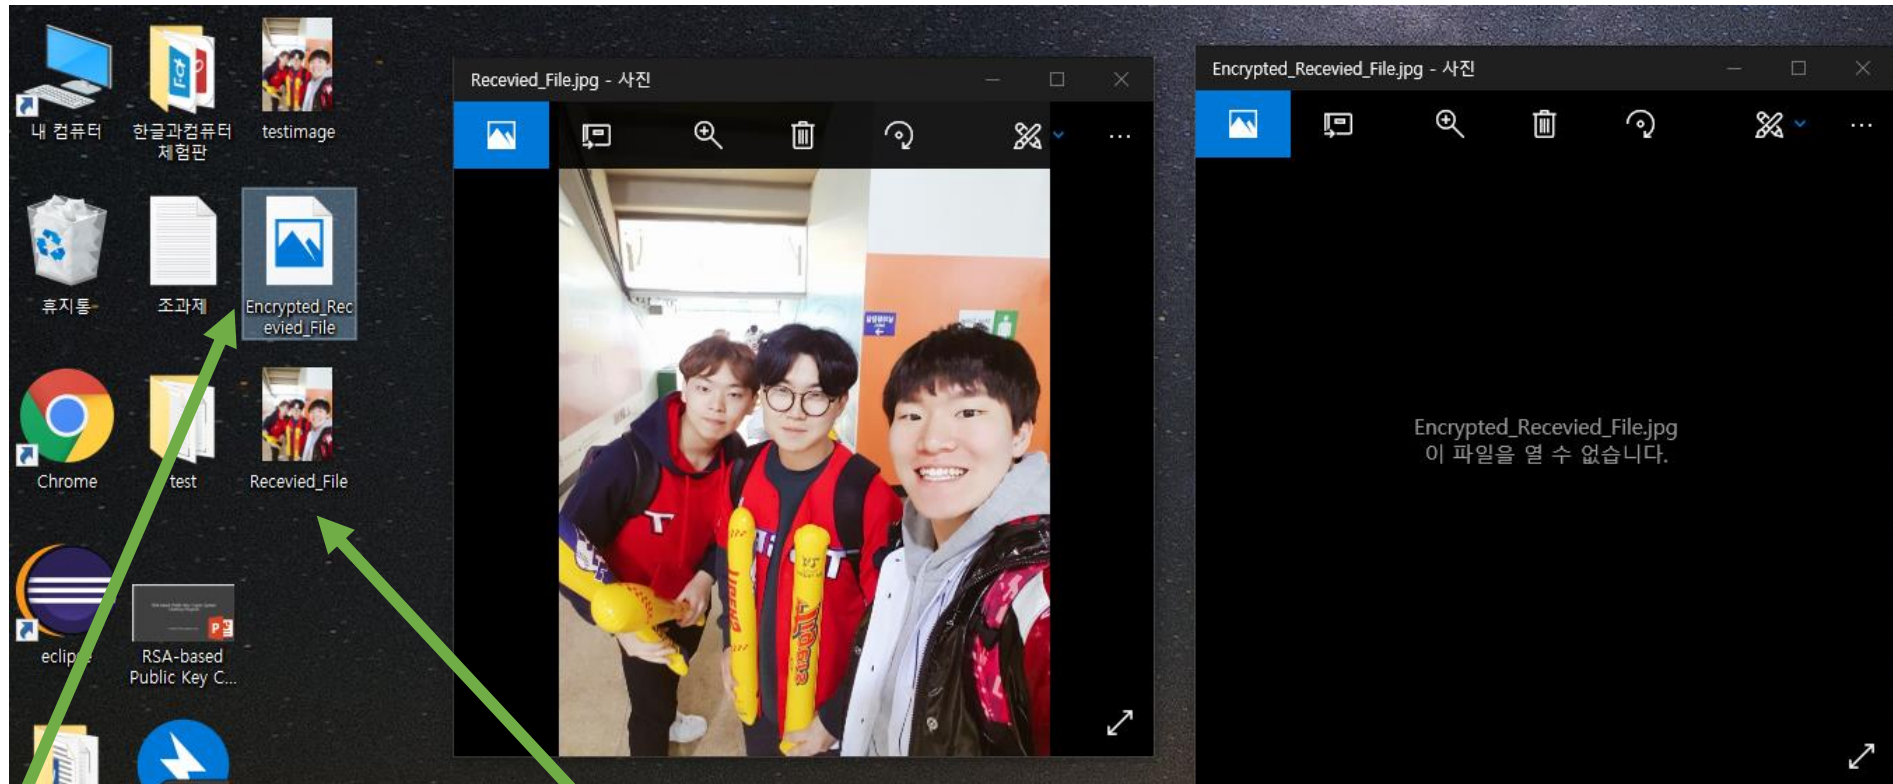 내 컴퓨터
한글과컴퓨터
체험판
testimage
휴지통
조과제
Encrypted_Rec
evied_File
Chrome
test
Recevied_File
eclipse
RSA-based
Public Key C...
Recevied_File.jpg - 사진
T
Encrypted_Recevied_File.jpg - 사진
Encrypted_Recevied_File.jpg
이 파일을 열 수 없습니다.